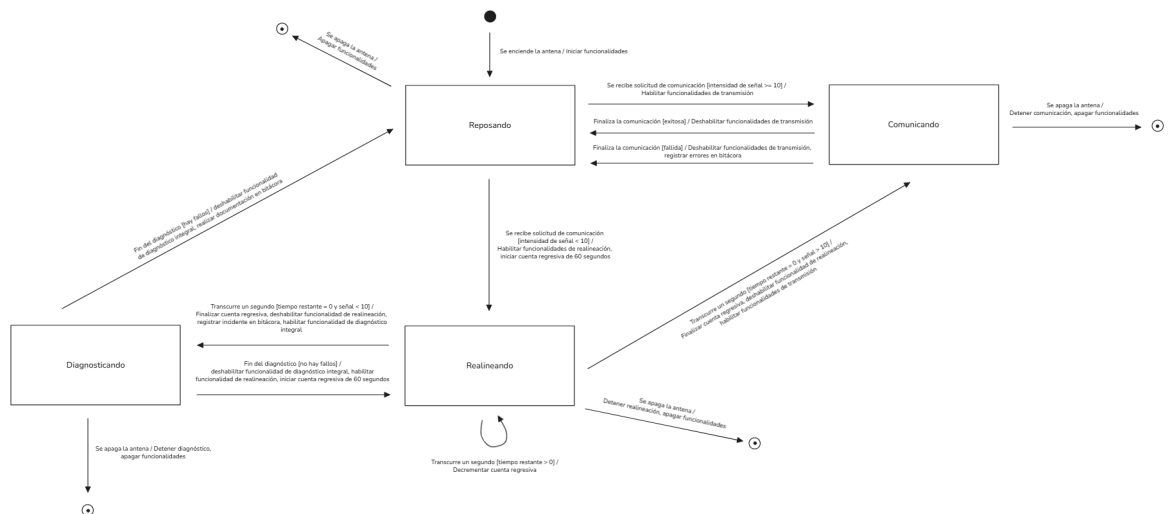 Se apaga la antena /
Apagar funcionalidades
Se enciende la antena / Iniciar funcionalidades
Reposando
Se recibe solicitud de comunicación [intensidad de señal >= 10] /
Habilitar funcionalidades de transmisión
Finaliza la comunicación [exitosa] / Deshabilitar funcionalidades de transmisión
Finaliza la comunicación [fallida] / Deshabilitar funcionalidades de transmisión,
registrar errores en bitácora
Comunicando
Se apaga la antena /
Detener comunicación, apagar funcionalidades
Fin del diagnóstico [hay fallos] / deshabilitar funcionalidad
de diagnóstico integral, realizar documentación en bitácora
Se recibe solicitud de comunicación
[intensidad de señal < 10] /
Habilitar funcionalidades de realineación,
iniciar cuenta regresiva de 60 segundos
Transcurre un segundo [tiempo restante = 0 y señal > 10] /
Finalizar cuenta regresiva, deshabilitar funcionalidad de realineación,
habilitar funcionalidades de transmisión
Transcurre un segundo [tiempo restante = 0 y señal < 10] /
Finalizar cuenta regresiva, deshabilitar funcionalidad de realineación,
registrar incidente en bitácora, habilitar funcionalidad de diagnóstico
integral
Diagnosticando
Fin del diagnóstico [no hay fallos] /
deshabilitar funcionalidad de diagnóstico integral, habilitar
funcionalidad de realineación, iniciar cuenta regresiva de 60 segundos
Realineando
Se apaga la antena /
Detener realineación, apagar funcionalidades
Se apaga la antena / Detener diagnóstico,
apagar funcionalidades
Transcurre un segundo [tiempo restante > 0] /
Decrementar cuenta regresiva